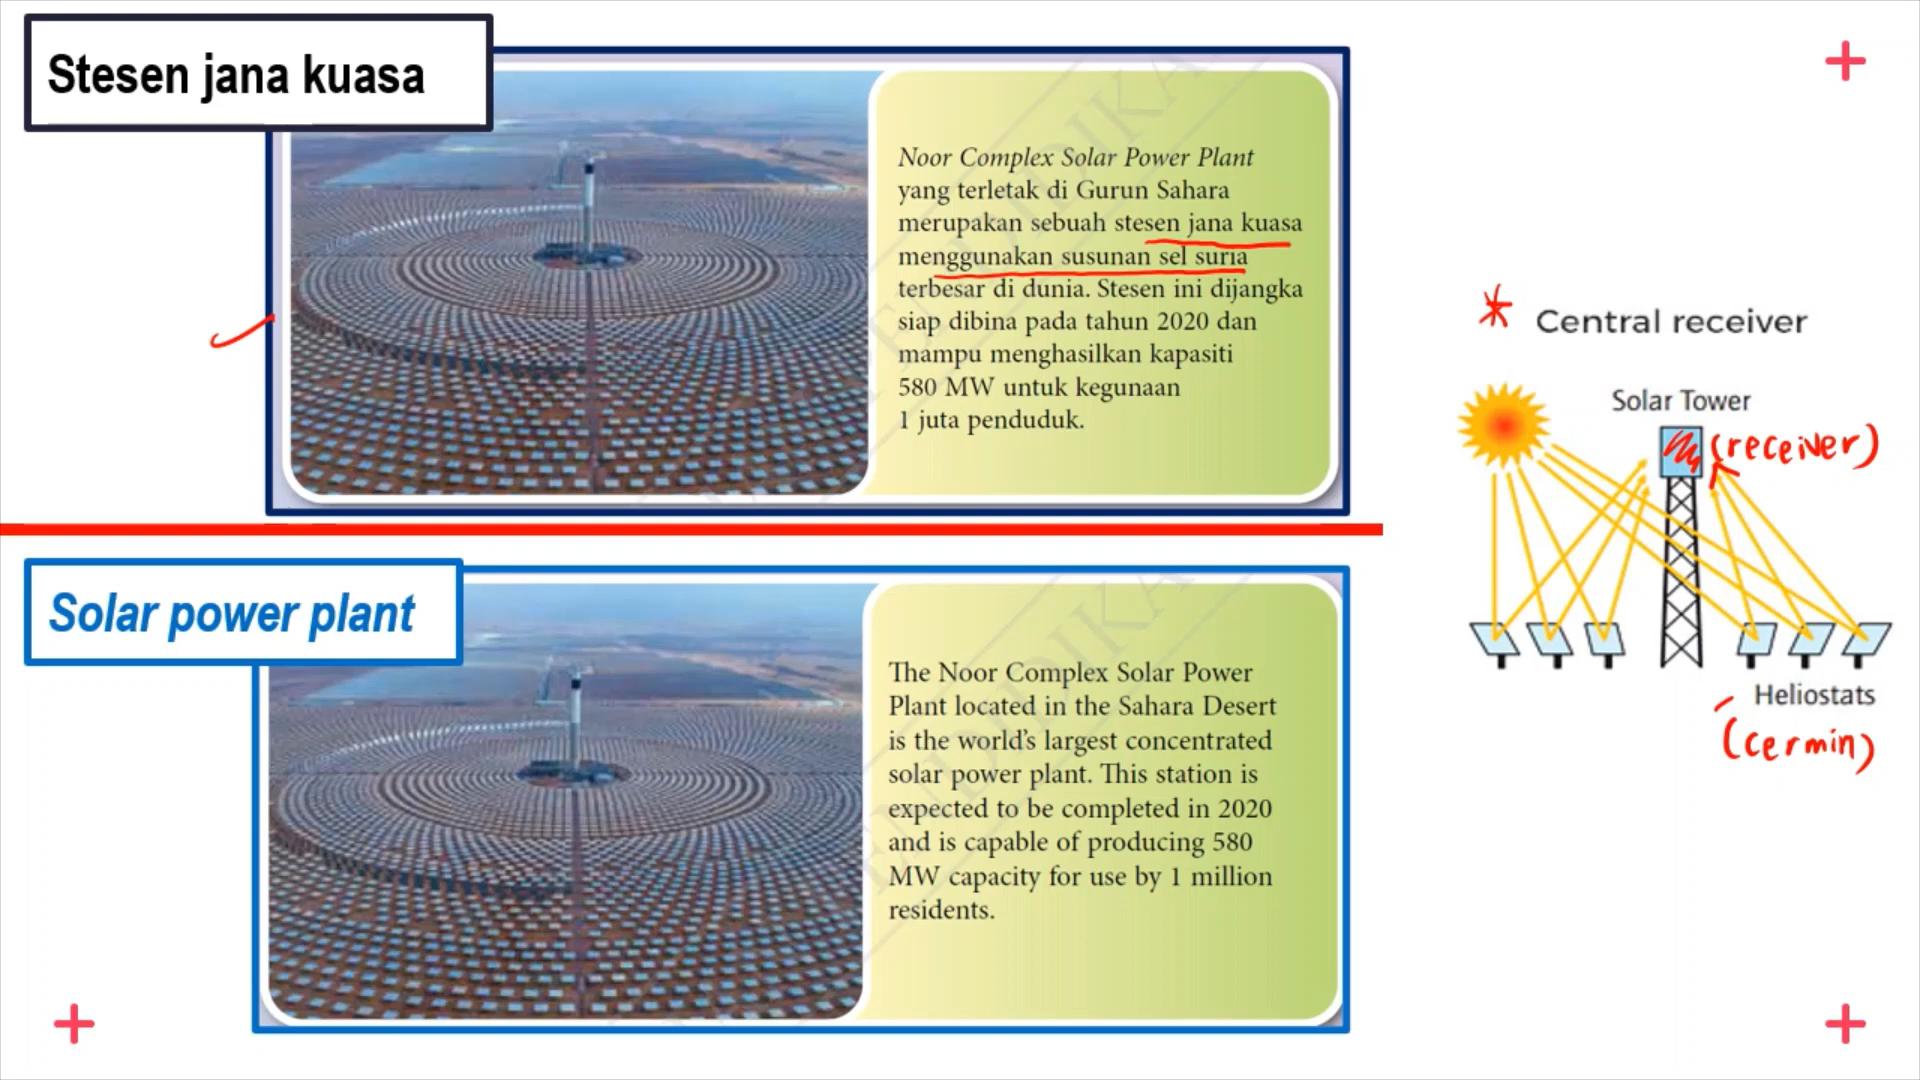 Stesen jana kuasa
Noor Complex Solar Power Plant
yang terletak di Gurun Sahara
merupakan sebuah stesen jana kuasa
menggunakan susunan sel suria
terbesar di dunia. Stesen ini dijangka
siap dibina pada tahun 2020 dan
mampu menghasilkan kapasiti
580 MW untuk kegunaan
1 juta penduduk.
Solar power plant
The Noor Complex Solar Power
Plant located in the Sahara Desert
is the world's largest concentrated
solar power plant. This station is
expected to be completed in 2020
and is capable of producing 580
MW capacity for use by 1 million
residents.
* Central receiver
Solar Tower
(receiver)
Heliostats
(cermin)